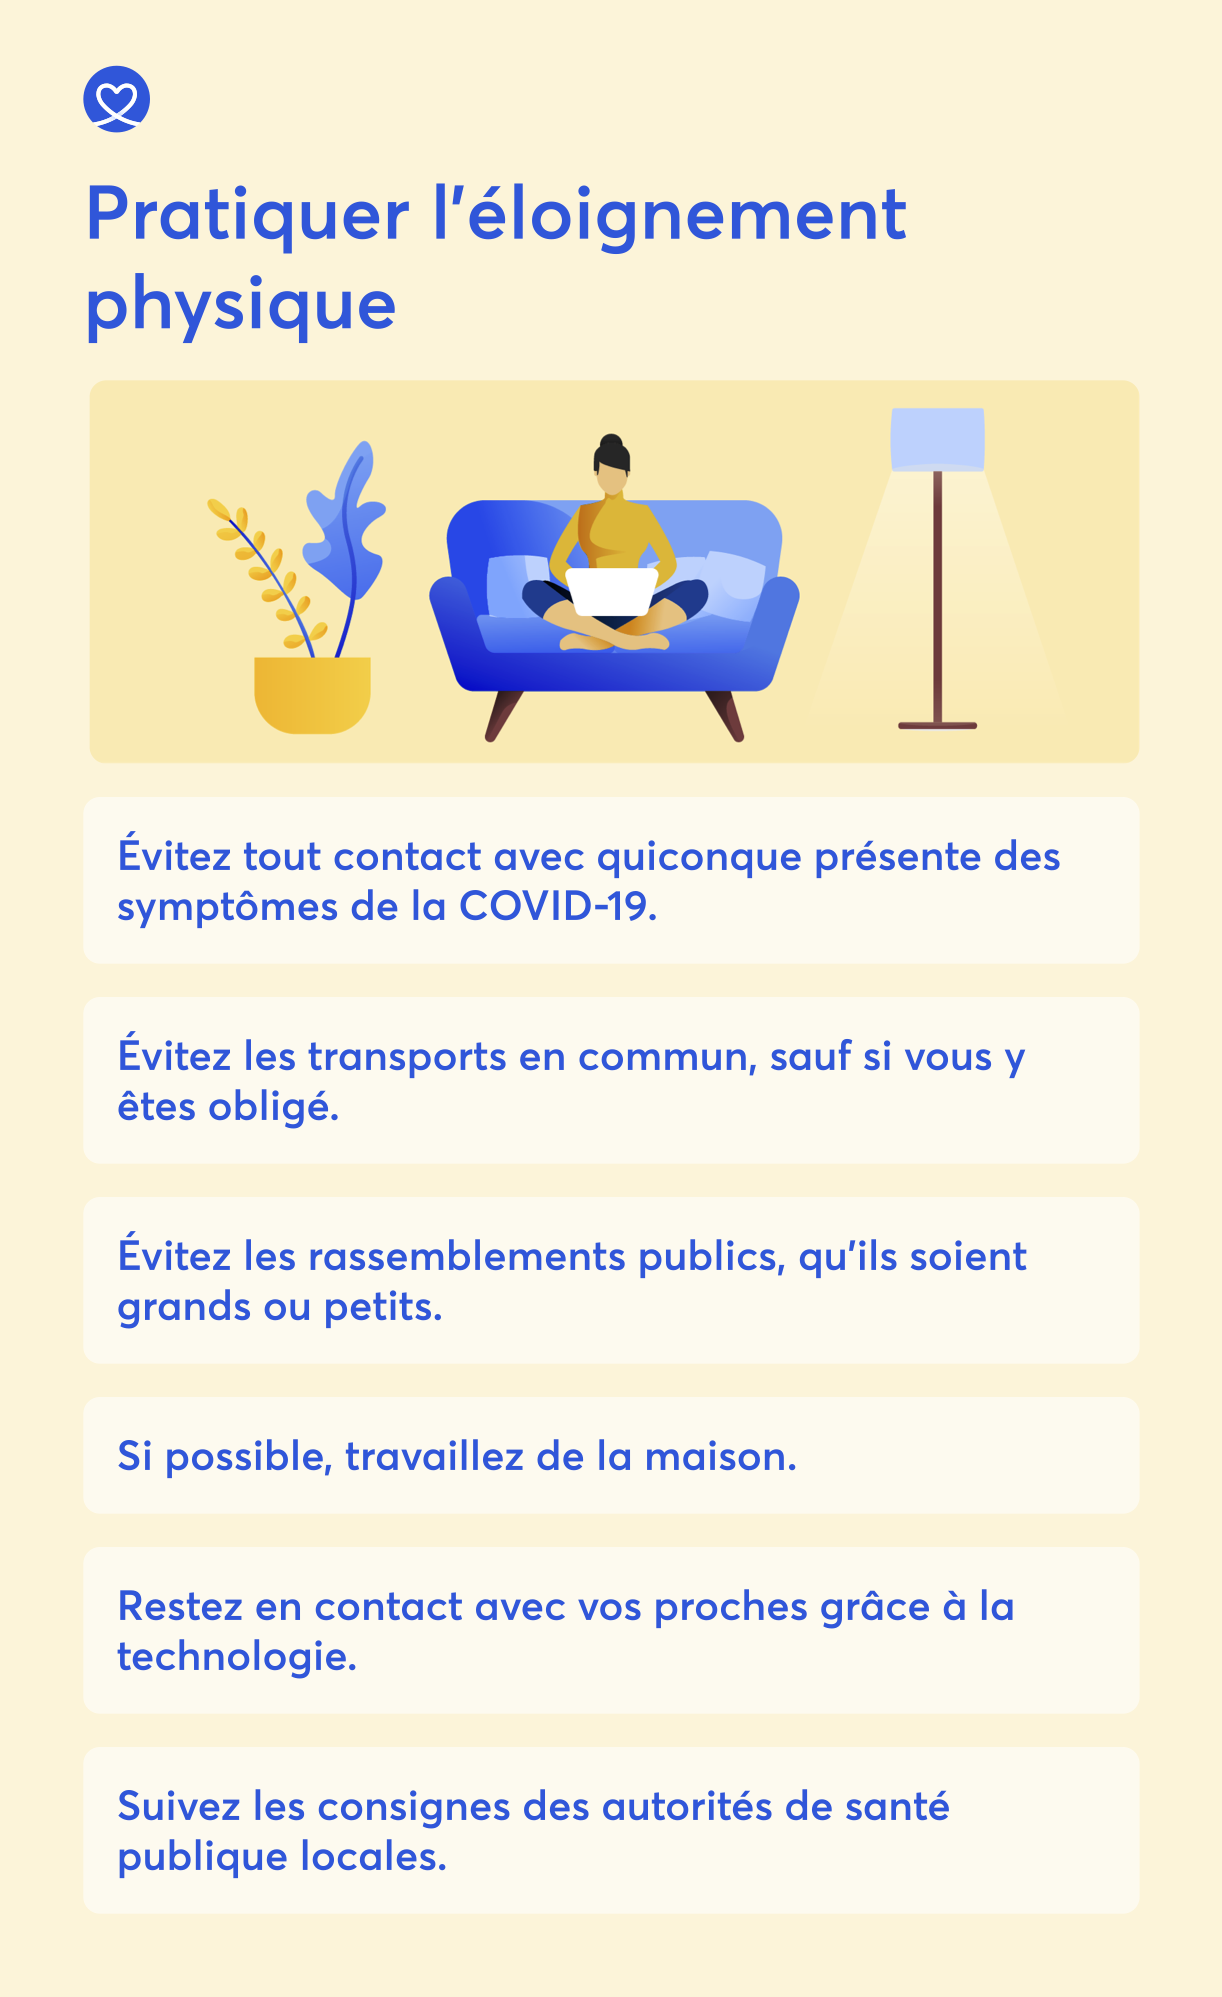 Pratiquer l'éloignement
physique
Évitez tout contact avec quiconque présente des
symptômes de la COVID-19.
Évitez les transports en commun, sauf si vous y
êtes obligé.
Évitez les rassemblements publics, qu'ils soient
grands ou petits.
Si possible, travaillez de la maison.
Restez en contact avec vos proches grâce à la
technologie.
Suivez les consignes des autorités de santé
publique locales.